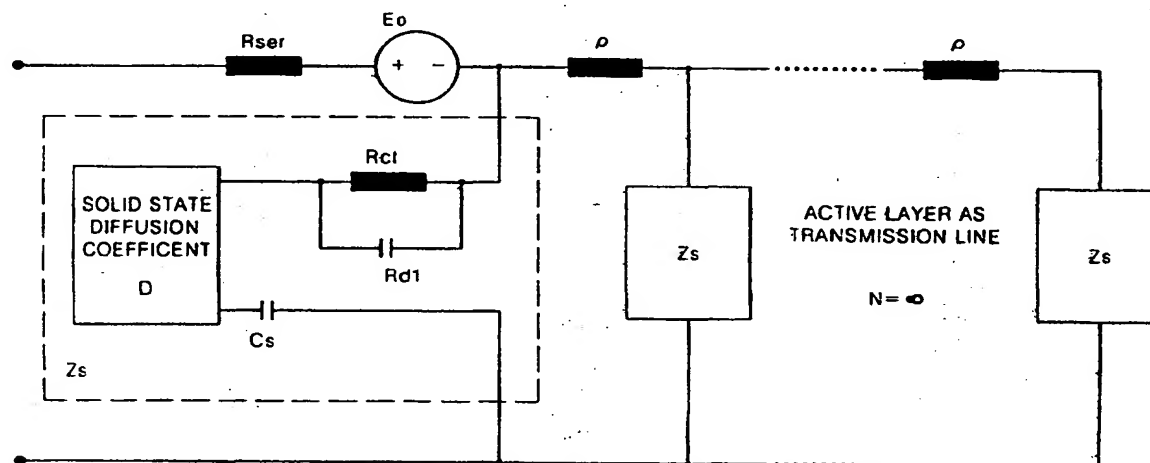 Eo
Rser
+ -
ρ
ρ
Rct
SOLID STATE
DIFFUSION
COEFFICENT
D
Rd1
Cs
Zs
Zs
ACTIVE LAYER AS
TRANSMISSION LINE
N= ∞
Zs